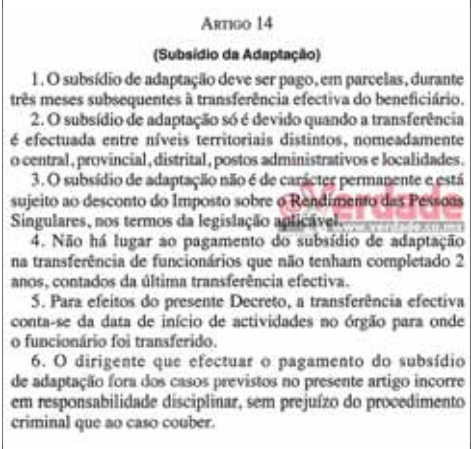 ARTIGO 14
(Subsídio da Adaptação)
1. O subsídio de adaptação deve ser pago, em parcelas, durante
três meses subsequentes à transferência efectiva do beneficiário.
2. O subsídio de adaptação só é devido quando a transferência
é efectuada entre níveis territoriais distintos, nomeadamente
o central, provincial, distrital, postos administrativos e localidades.
3. O subsídio de adaptação não é de carácter permanente e está
sujeito ao desconto do Imposto sobre o Rendimento das Pessoas
Singulares, nos termos da legislação aplicável.
@Verdade
www.verdade.co.mz
4. Não há lugar ao pagamento do subsídio de adaptação
na transferência de funcionários que não tenham completado 2
anos, contados da última transferência efectiva.
5. Para efeitos do presente Decreto, a transferência efectiva
conta-se da data de início de actividades no órgão para onde
o funcionário foi transferido.
6. O dirigente que efectuar o pagamento do subsídio
de adaptação fora dos casos previstos no presente artigo incorre
em responsabilidade disciplinar, sem prejuízo do procedimento
criminal que ao caso couber.